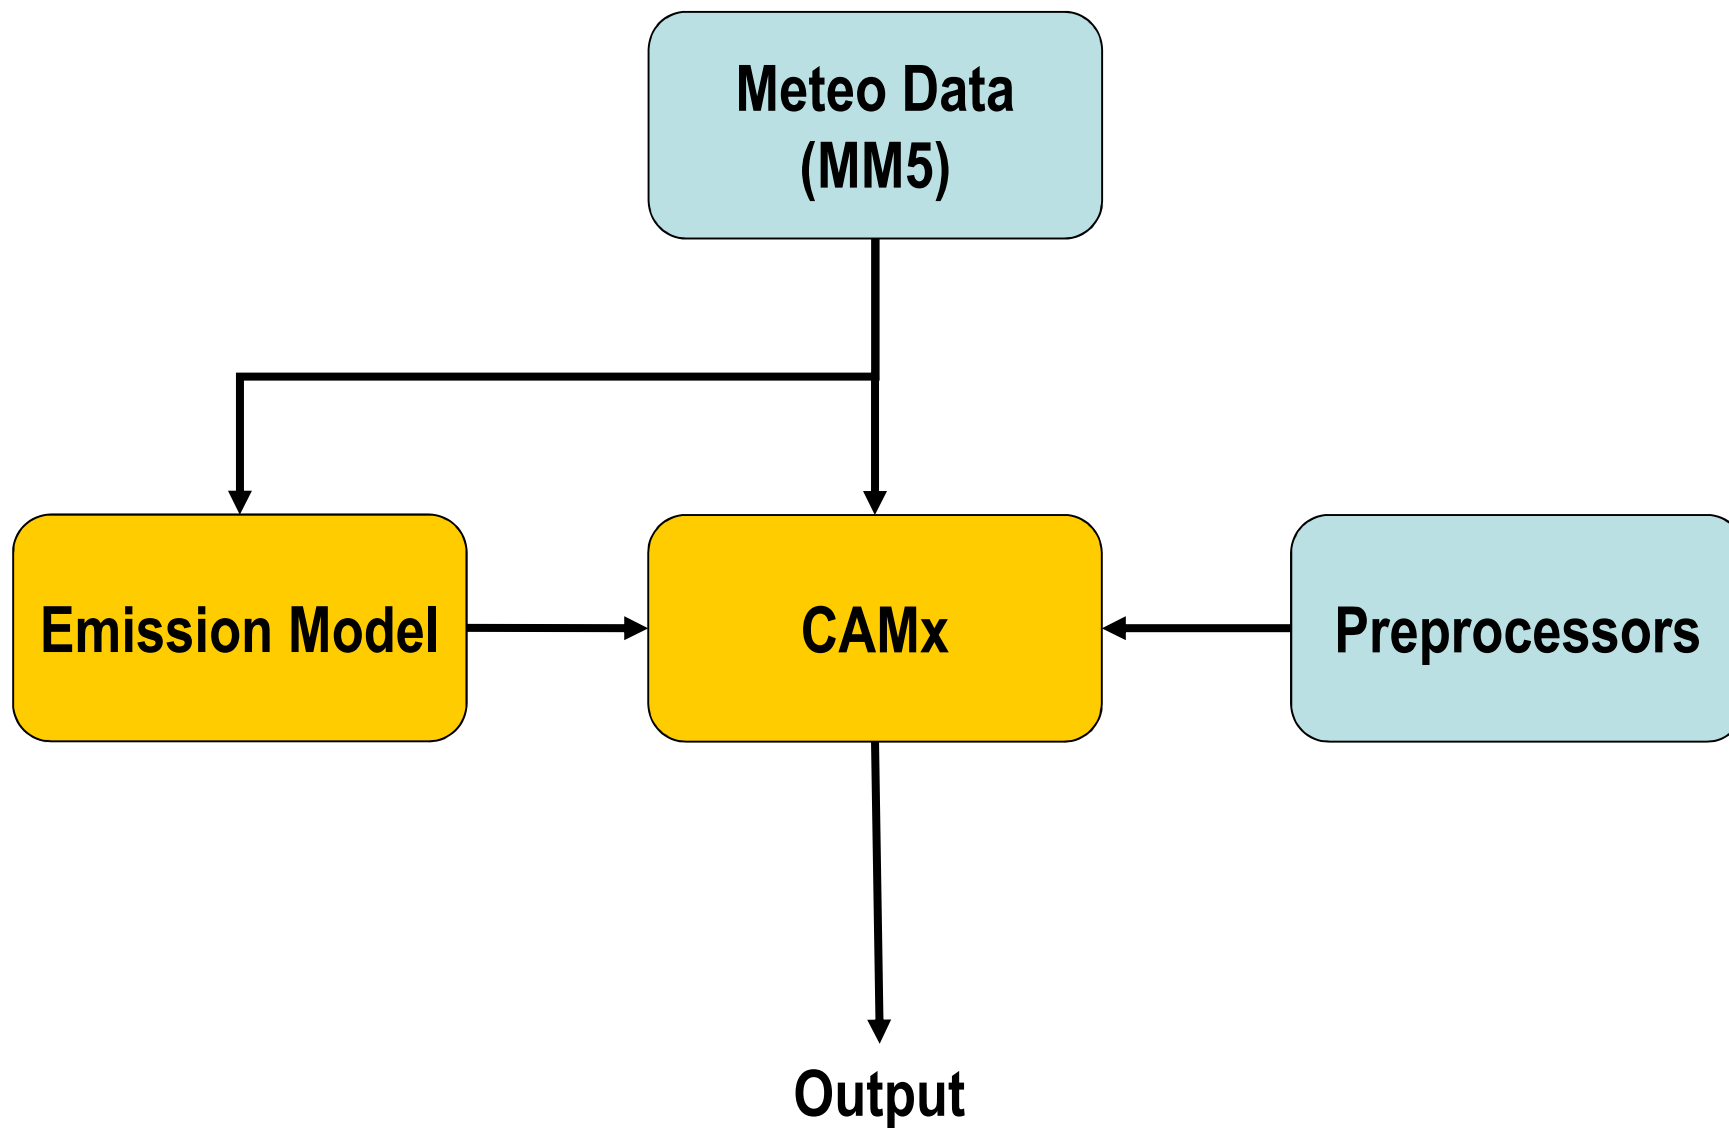 Meteo Data
(MM5)
Emission Model
CAMx
Preprocessors
Output